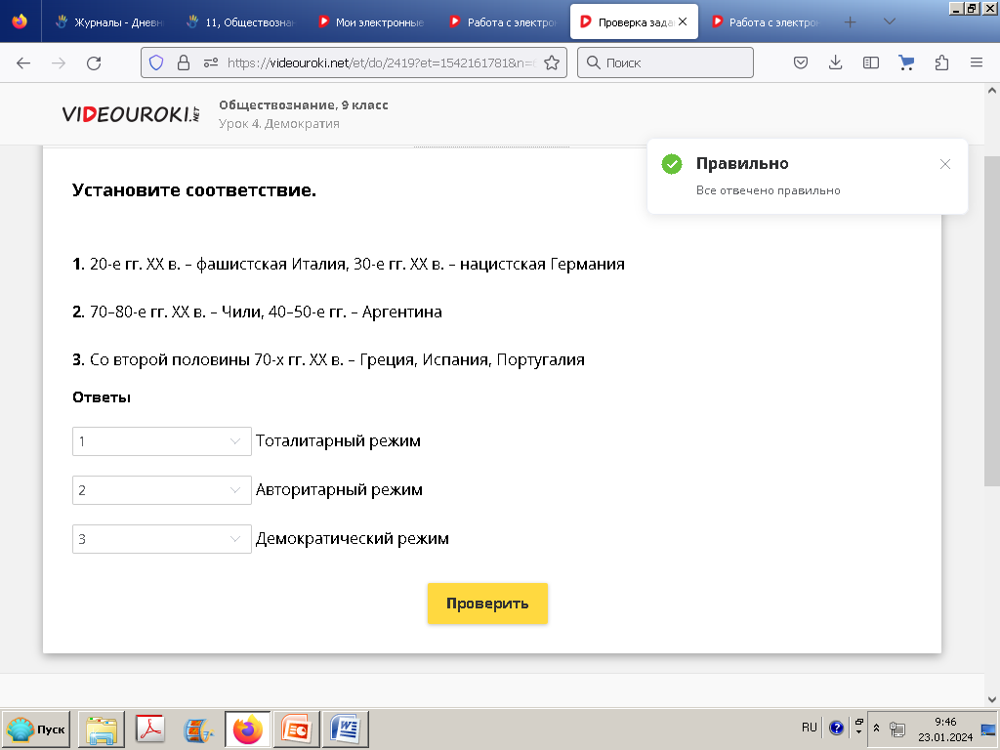 Журналы - Дневн
11, Обществознан
Мои электронные
Работа с электрон
Проверка зада
Работа с электрон
https://videouroki.net/et/do/2419?et=1542161781&n=
Поиск
VIDEOUROKI.NET
Обществознание, 9 класс
Урок 4. Демократия
Правильно
Все отвечено правильно
Установите соответствие.
1. 20-е гг. XX в. – фашистская Италия, 30-е гг. XX в. – нацистская Германия
2. 70–80-е гг. XX в. – Чили, 40–50-е гг. – Аргентина
3. Со второй половины 70-х гг. XX в. – Греция, Испания, Португалия
Ответы
1 Тоталитарный режим
2 Авторитарный режим
3 Демократический режим
Проверить
Пуск
RU
9:46
23.01.2024